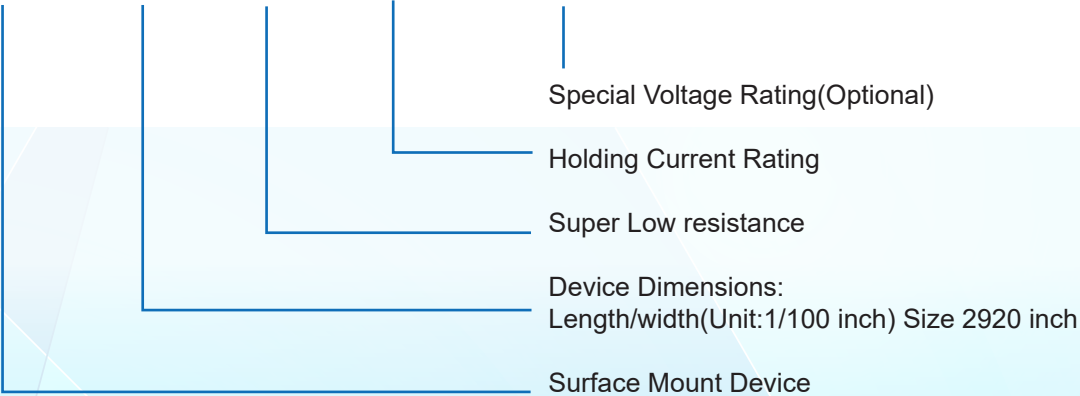 Special Voltage Rating(Optional)
Holding Current Rating
Super Low resistance
Device Dimensions:
Length/width(Unit:1/100 inch) Size 2920 inch
Surface Mount Device